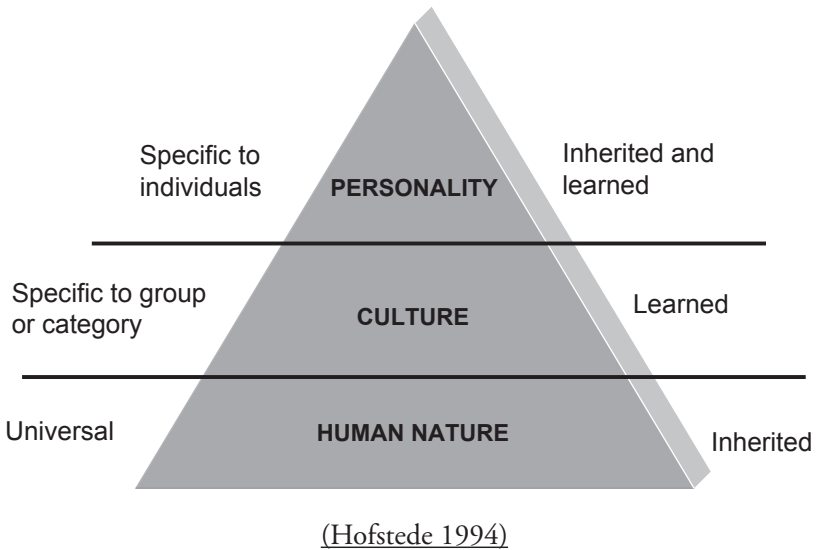 Specific to
individuals
PERSONALITY
Inherited and
learned
Specific to group
or category
CULTURE
Learned
Universal
HUMAN NATURE
Inherited
(Hofstede 1994)